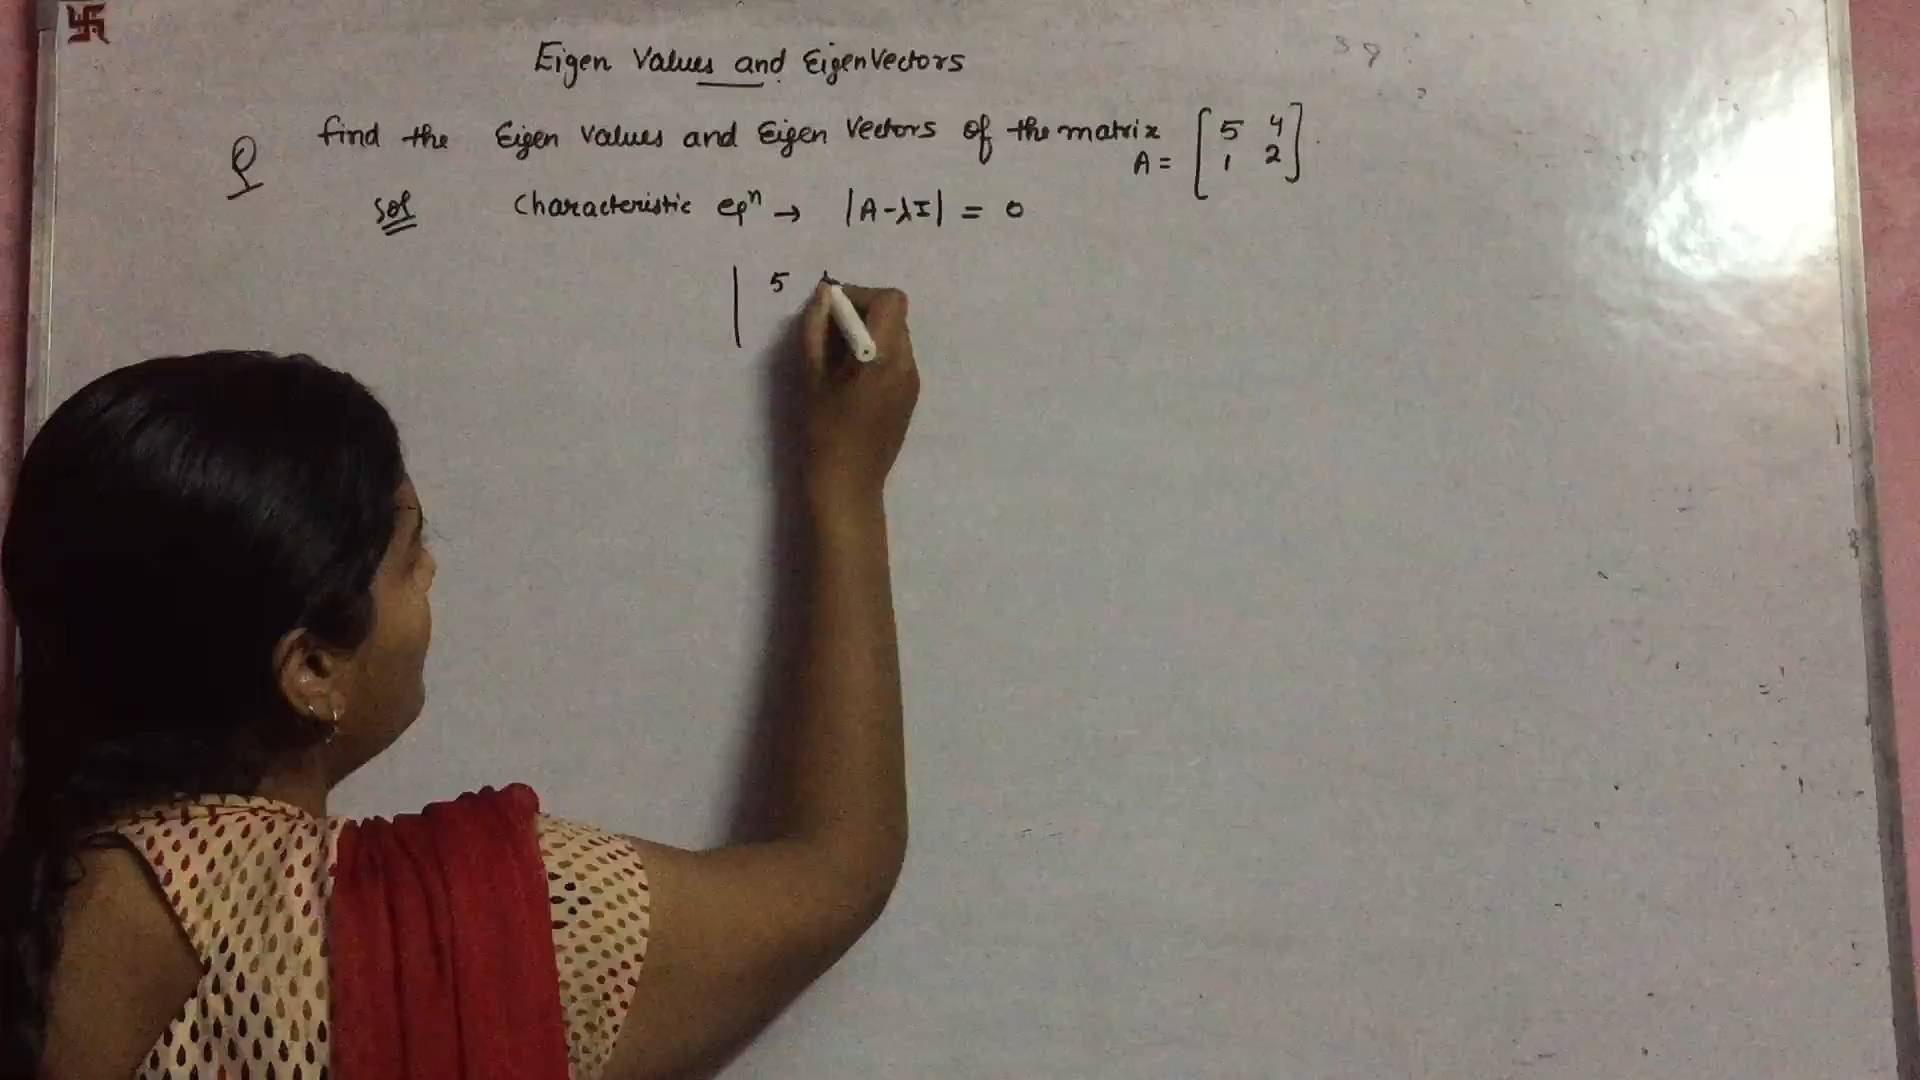 Eigen Values and EigenVectors
Q find the Eigen Values and Eigen Vectors of the matrix A = [5 4
1 2].
Sol Characteristic eqⁿ → |A-λI| = 0
| 5